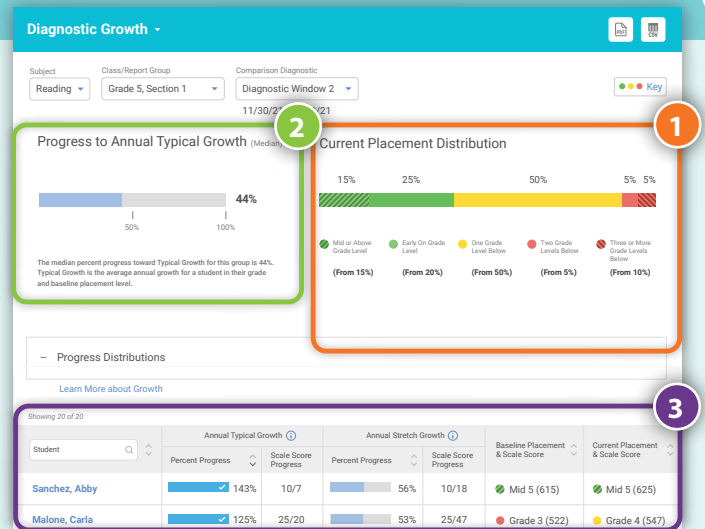 Diagnostic Growth
PDF
CSV
Subject
Class/Report Group
Comparison Diagnostic
Reading
Grade 5, Section 1
Diagnostic Window 2
Key
11/30/21
2
1
Progress to Annual Typical Growth (Median)
44%
50%
100%
The median percent progress toward Typical Growth for this group is 44%.
Typical Growth is the average annual growth for a student in their grade
and baseline placement level.
Current Placement Distribution
15% 25% 50% 5% 5%
Mid or Above
Grade Level
(From 15%)
Early On Grade
Level
(From 20%)
One Grade
Level Below
(From 50%)
Two Grade
Levels Below
(From 5%)
Three or More
Grade Levels
Below
(From 10%)
– Progress Distributions
Learn More about Growth
3
Showing 20 of 20
Student
Annual Typical Growth
Annual Stretch Growth
Percent Progress
Scale Score
Progress
Percent Progress
Scale Score
Progress
Baseline Placement
& Scale Score
Current Placement
& Scale Score
Sanchez, Abby 143% 10/7 56% 10/18 Mid 5 (615) Mid 5 (625)
Malone, Carla 125% 25/20 53% 25/47 Grade 3 (522) Grade 4 (547)